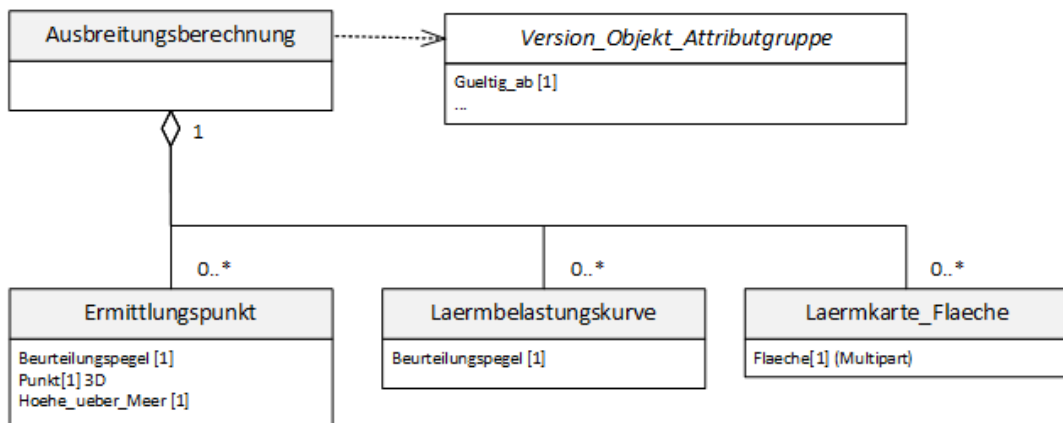 Ausbreitungsberechnung
Version_Objekt_Attributgruppe
Gueltig_ab [1]
...
1
0..*
0..*
0..*
Ermittlungspunkt
Laermbelastungskurve
Laermkarte_Flaeche
Beurteilungspegel [1]
Punkt[1] 3D
Hoehe_ueber_Meer [1]
Beurteilungspegel [1]
Flaeche[1] (Multipart)